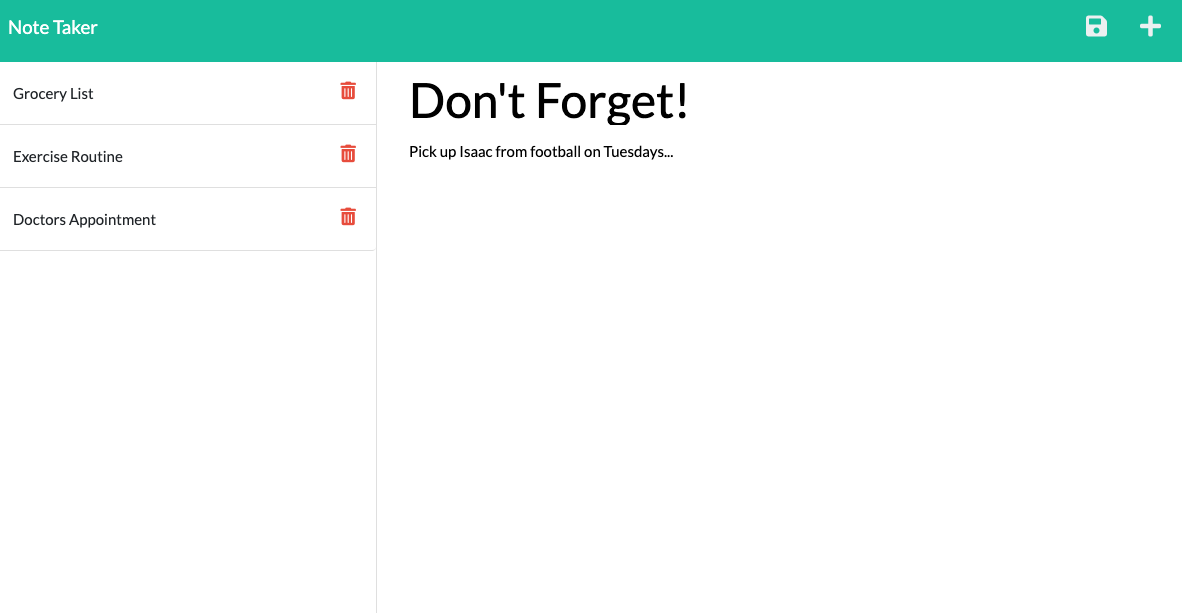 Note Taker
Grocery List
Exercise Routine
Doctors Appointment
Don't Forget!
Pick up Isaac from football on Tuesdays...